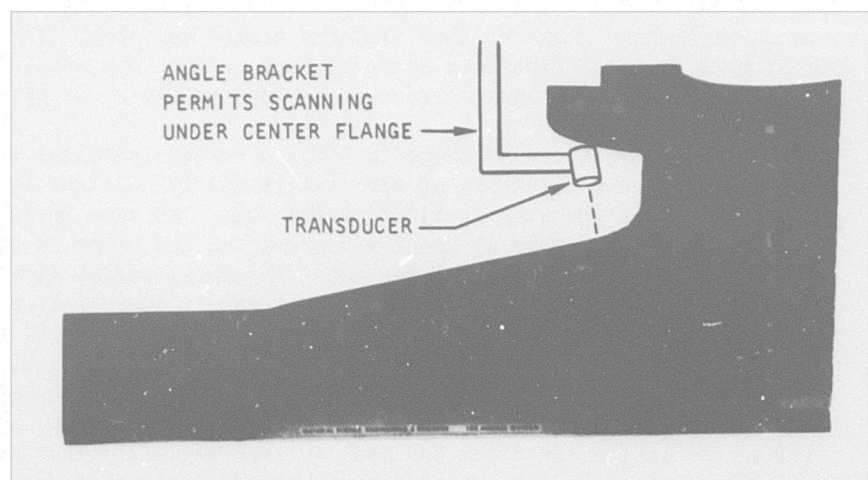 ANGLE BRACKET
PERMITS SCANNING
UNDER CENTER FLANGE
TRANSDUCER